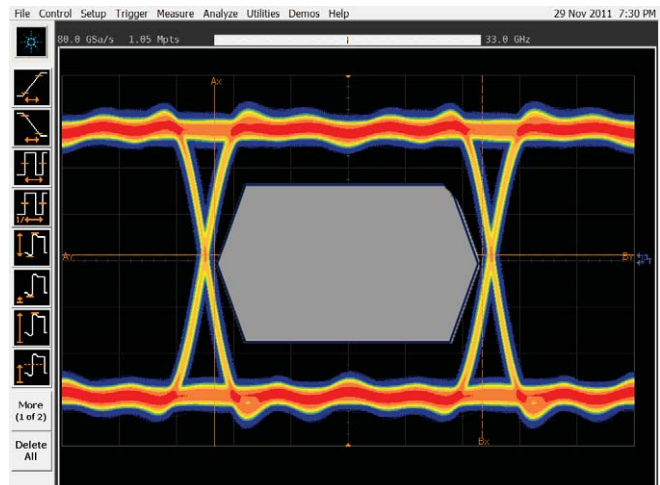 File Control Setup Trigger Measure Analyze Utilities Demos Help 29 Nov 2011 7:30 PM
80.0 GSa/s 1.05 Mpts 33.0 GHz
Ax
Ay By
Bx
More
(1 of 2)
Delete
All